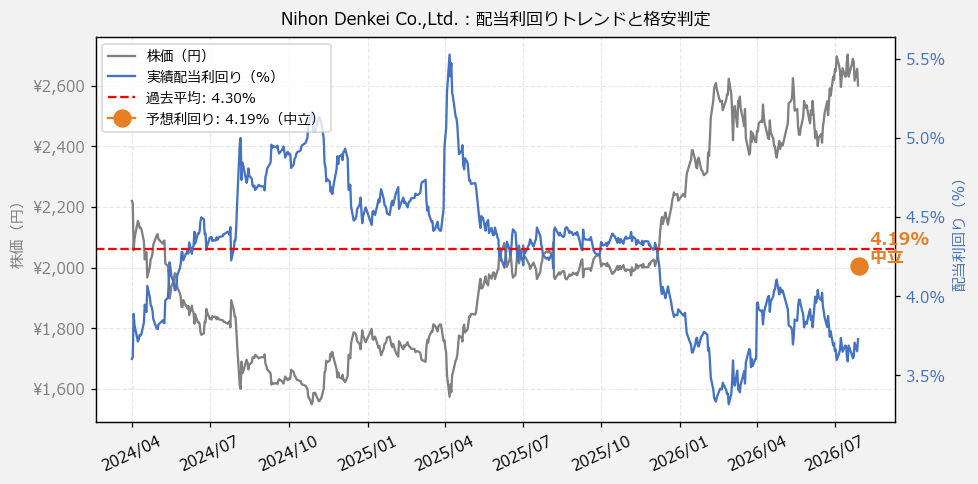 Nihon Denkei Co.,Ltd. : 配当利回りトレンドと格安判定
株価（円）
実績配当利回り（%）
過去平均: 4.30%
予想利回り: 4.19%（中立）
¥2,600
¥2,400
¥2,200
¥2,000
¥1,800
¥1,600
株価（円）
5.5%
5.0%
4.5%
4.0%
3.5%
配当利回り（%）
4.19%
中立
2024/04
2024/07
2024/10
2025/01
2025/04
2025/07
2025/10
2026/01
2026/04
2026/07